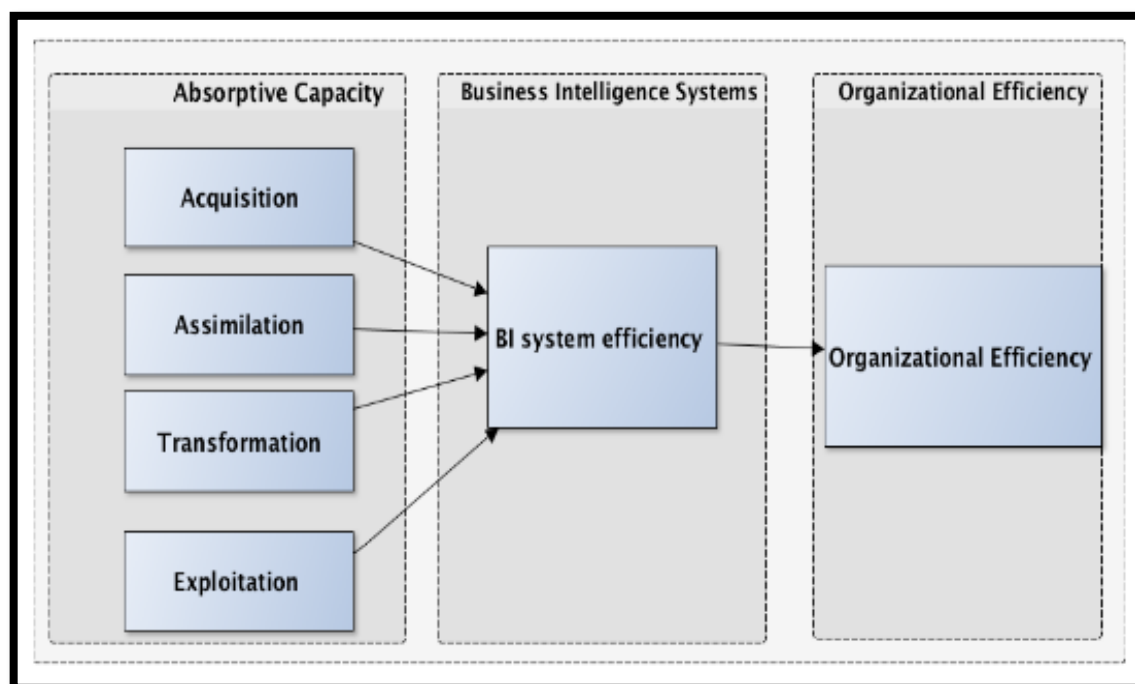 Absorptive Capacity
Business Intelligence Systems
Organizational Efficiency
Acquisition
Assimilation
Transformation
Exploitation
BI system efficiency
Organizational Efficiency